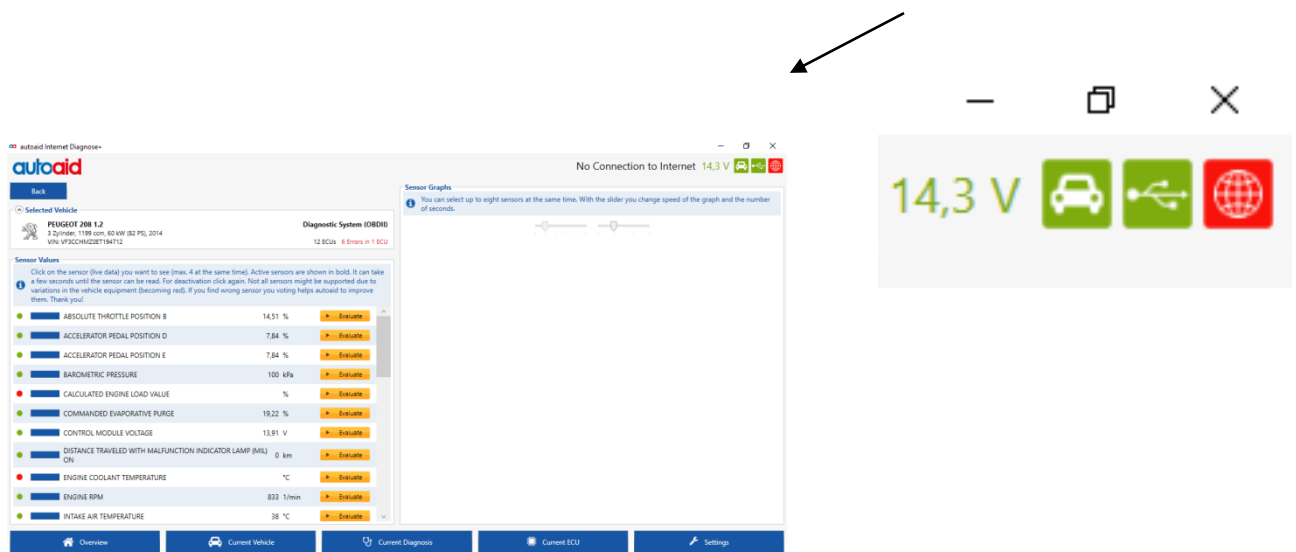 autoaid Internet Diagnose+
autoaid
No Connection to Internet 14,3 V
14,3 V
Back
Selected Vehicle
PEUGEOT 208 1.2
3 Zylinder, 1199 ccm, 60 kW (82 PS), 2014
VIN: VF3CCHMZ0ET194712
Diagnostic System (OBDII)
12 ECUs 6 Errors in 1 ECU
Sensor Values
Click on the sensor (live data) you want to see (max. 4 at the same time). Active sensors are shown in bold. It can take
a few seconds until the sensor can be read. For deactivation click again. Not all sensors might be supported due to
variations in the vehicle equipment (becoming red). If you find wrong sensor you voting helps autoaid to improve
them. Thank you!
ABSOLUTE THROTTLE POSITION B 14,51 % Evaluate
ACCELERATOR PEDAL POSITION D 7,84 % Evaluate
ACCELERATOR PEDAL POSITION E 7,84 % Evaluate
BAROMETRIC PRESSURE 100 kPa Evaluate
CALCULATED ENGINE LOAD VALUE % Evaluate
COMMANDED EVAPORATIVE PURGE 19,22 % Evaluate
CONTROL MODULE VOLTAGE 13,91 V Evaluate
DISTANCE TRAVELED WITH MALFUNCTION INDICATOR LAMP (MIL)
ON 0 km Evaluate
ENGINE COOLANT TEMPERATURE °C Evaluate
ENGINE RPM 833 1/min Evaluate
INTAKE AIR TEMPERATURE 38 °C Evaluate
Sensor Graphs
You can select up to eight sensors at the same time. With the slider you change speed of the graph and the number
of seconds.
Overview
Current Vehicle
Current Diagnosis
Current ECU
Settings